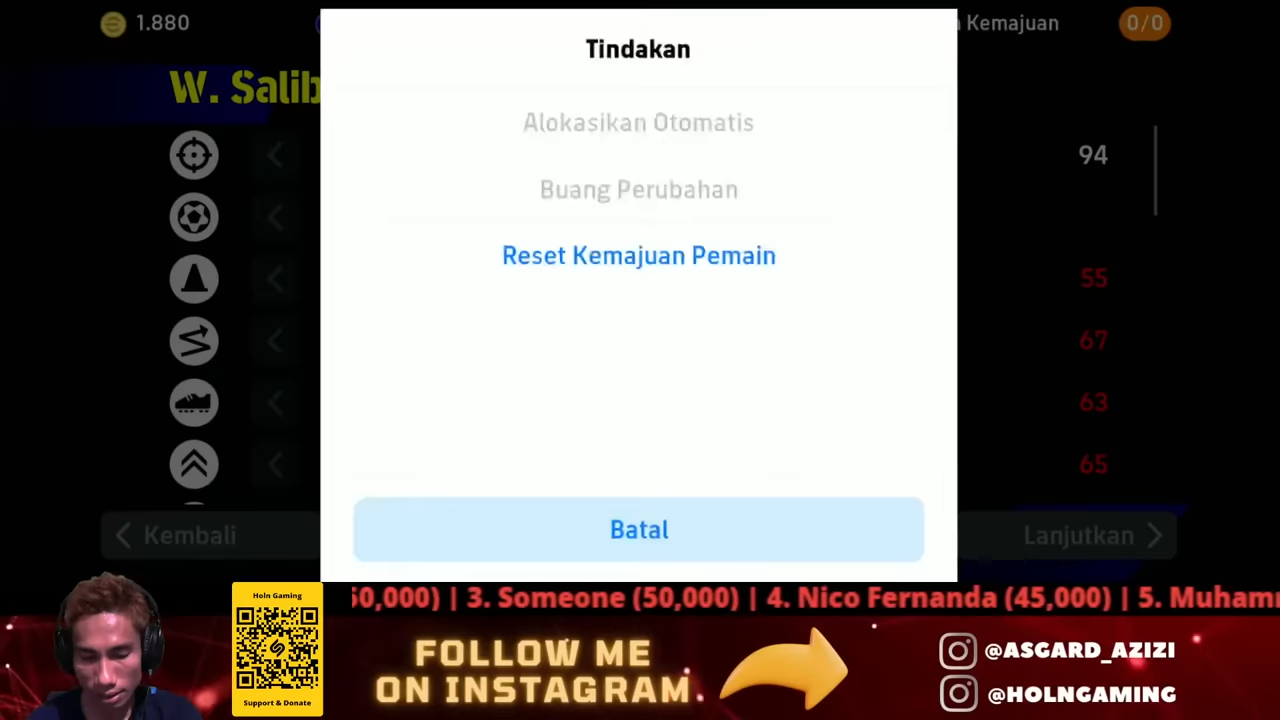 1.880
Kemajuan
0/0
W. Salib
Tindakan
Alokasikan Otomatis
Buang Perubahan
Reset Kemajuan Pemain
94
55
67
63
65
Kembali
Batal
Lanjutkan
50,000) | 3. Someone (50,000) | 4. Nico Fernanda (45,000) | 5. Muham
Holn Gaming
Support & Donate
FOLLOW ME
ON INSTAGRAM
@ASGARD_AZIZI
@HOLNGAMING